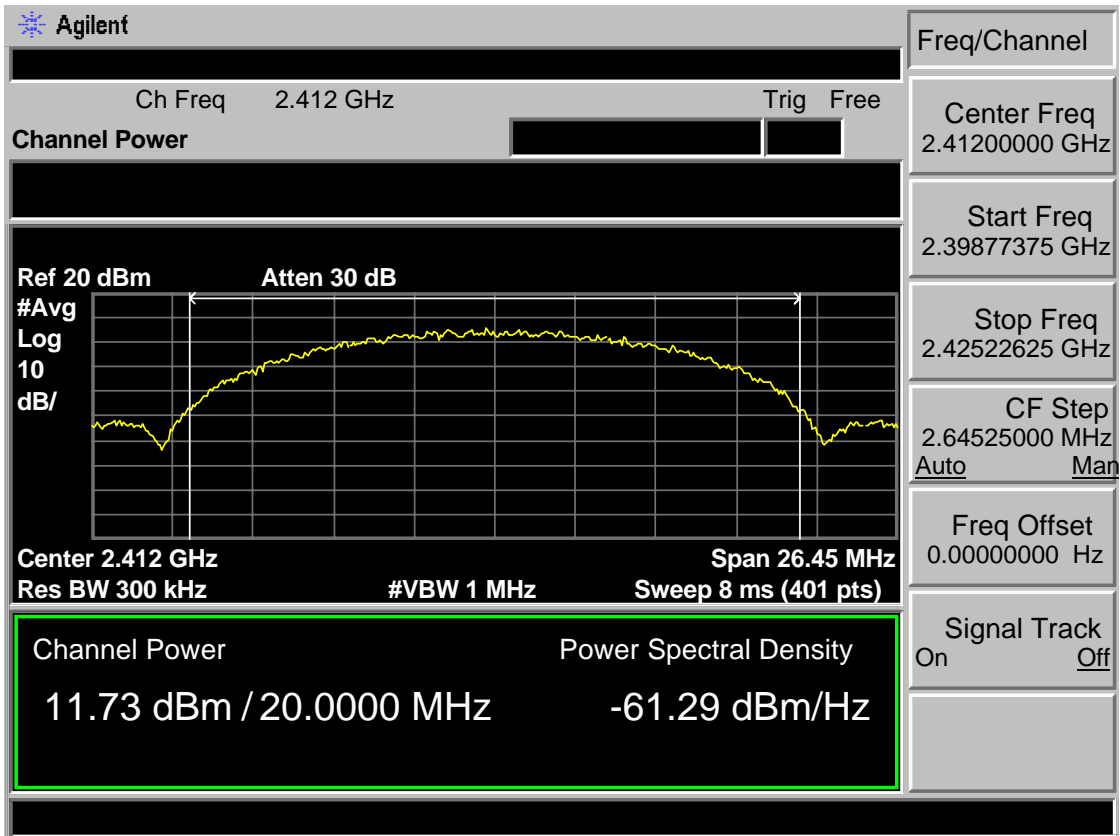 Agilent
Ch Freq 2.412 GHz Trig Free
Channel Power
Ref 20 dBm Atten 30 dB
#Avg
Log
10
dB/
Center 2.412 GHz Span 26.45 MHz
Res BW 300 kHz #VBW 1 MHz Sweep 8 ms (401 pts)
Channel Power Power Spectral Density
11.73 dBm / 20.0000 MHz -61.29 dBm/Hz
Freq/Channel
Center Freq
2.41200000 GHz
Start Freq
2.39877375 GHz
Stop Freq
2.42522625 GHz
CF Step
2.64525000 MHz
Auto Man
Freq Offset
0.00000000 Hz
Signal Track
On Off